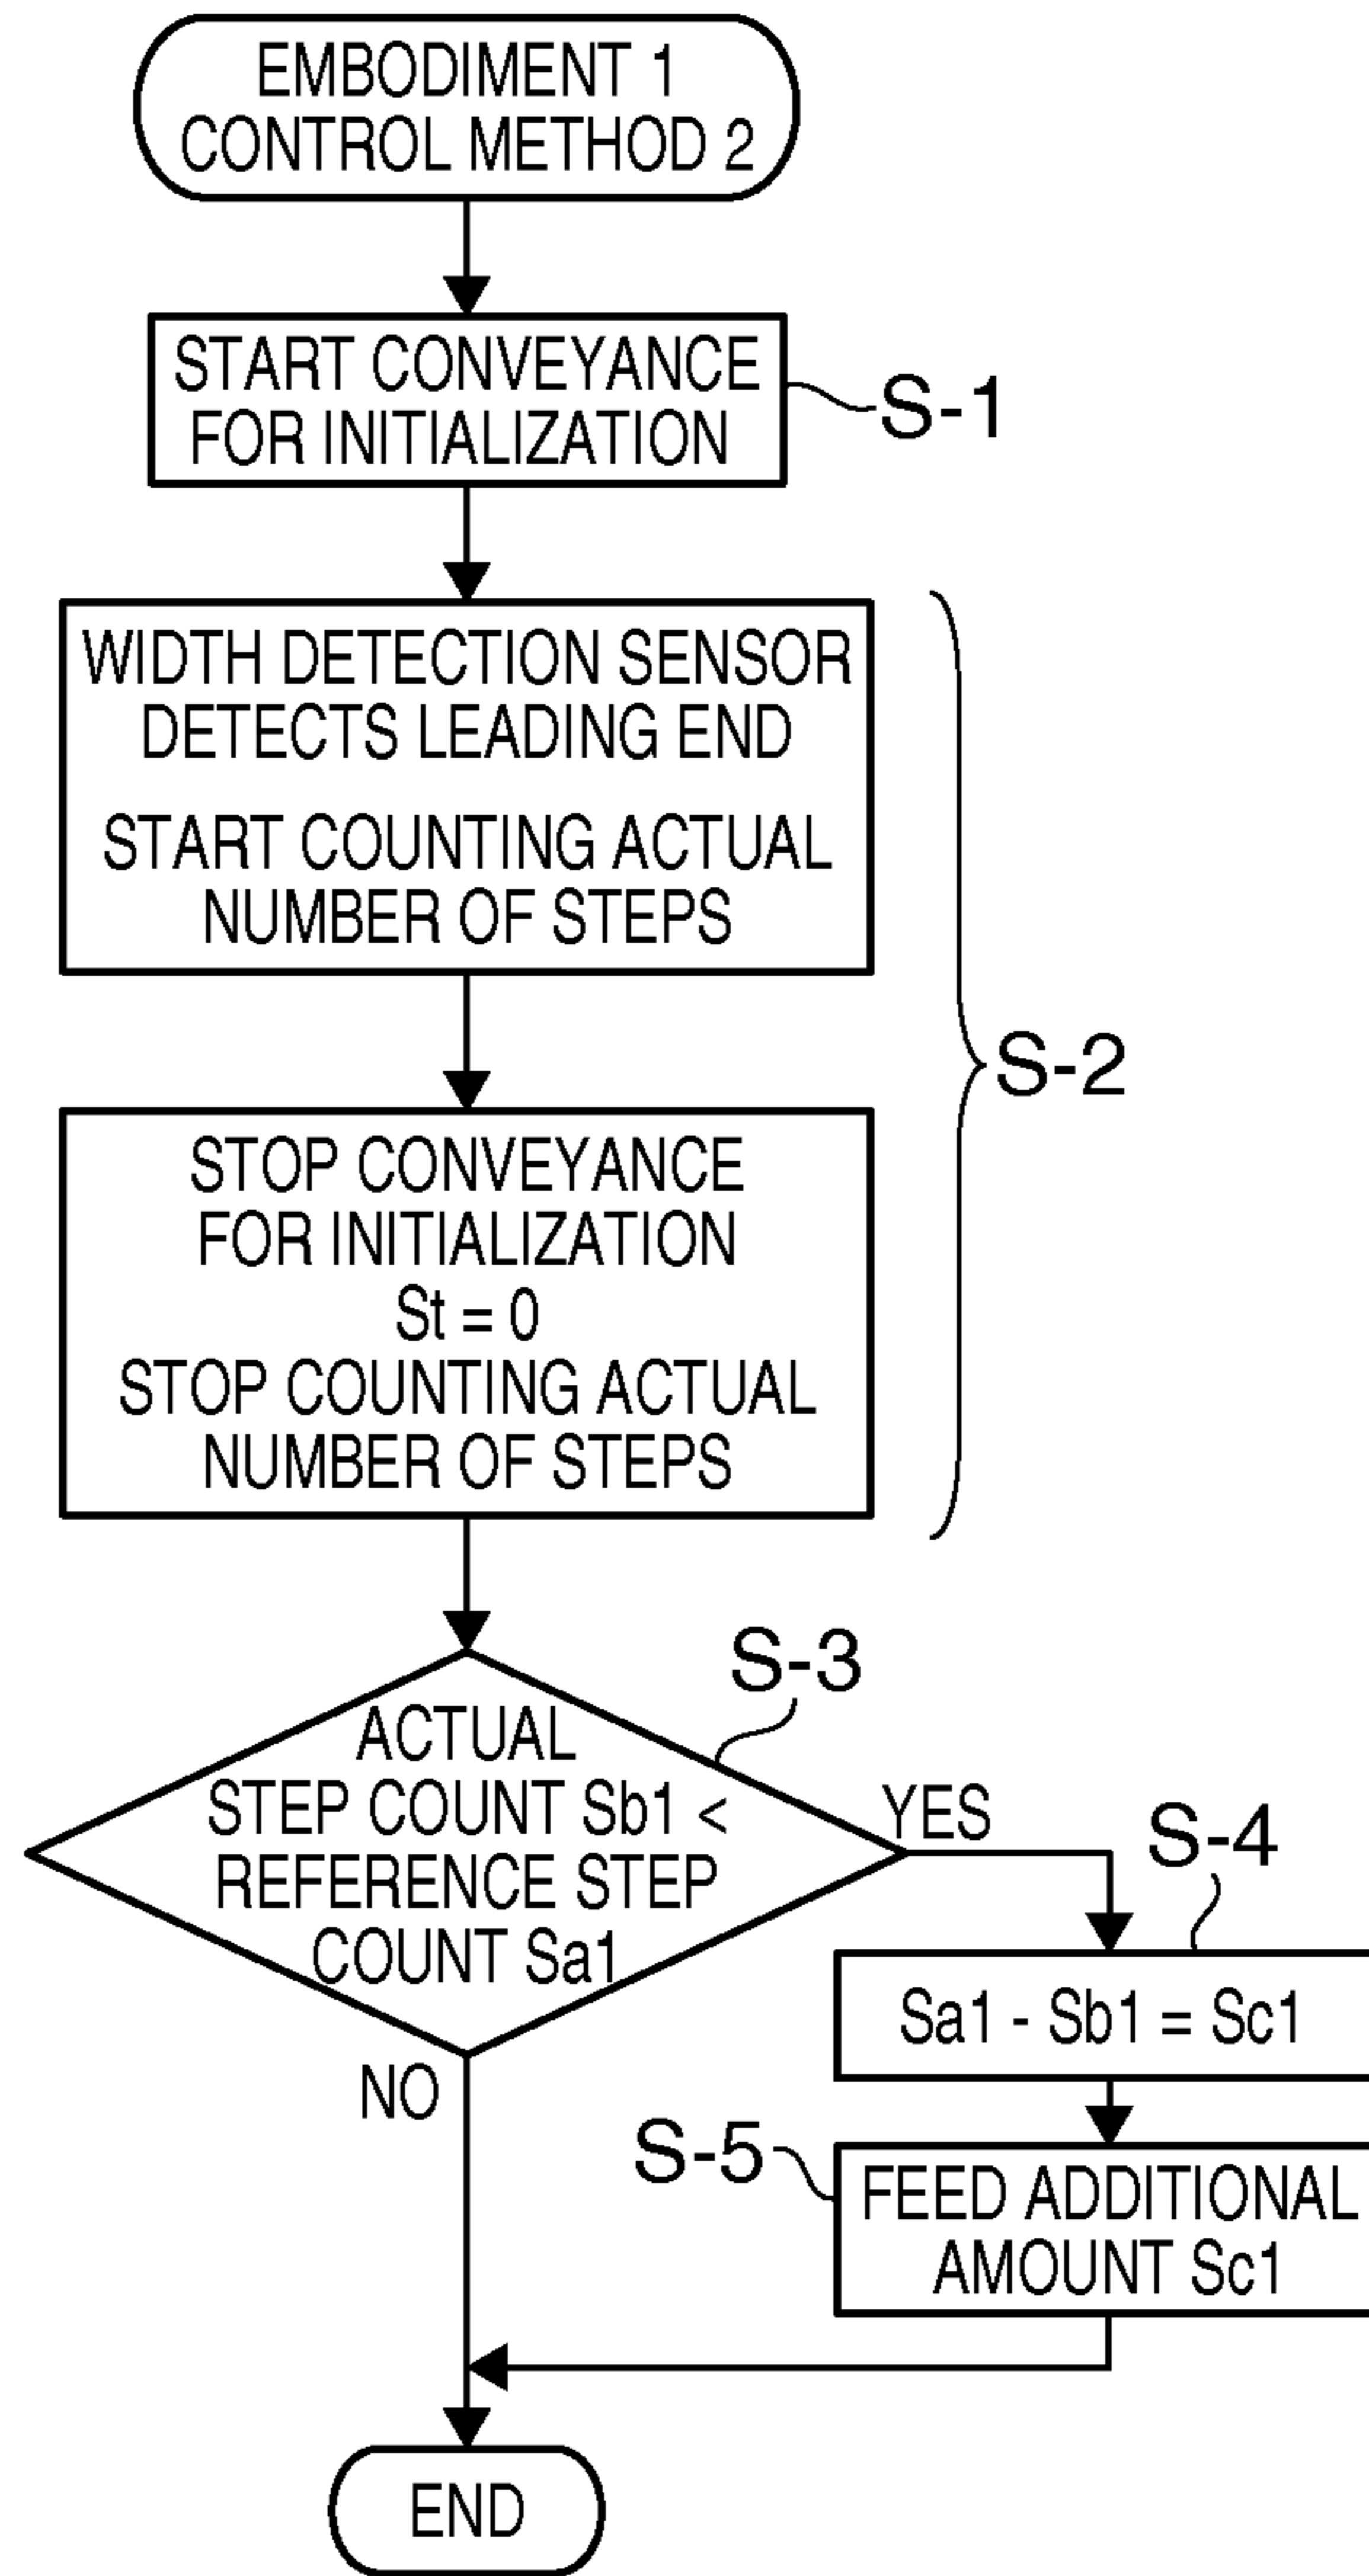 EMBODIMENT 1
CONTROL METHOD 2
START CONVEYANCE
FOR INITIALIZATION
S-1
WIDTH DETECTION SENSOR
DETECTS LEADING END
START COUNTING ACTUAL
NUMBER OF STEPS
S-2
STOP CONVEYANCE
FOR INITIALIZATION
St = 0
STOP COUNTING ACTUAL
NUMBER OF STEPS
S-3
ACTUAL
STEP COUNT Sb1 <
REFERENCE STEP
COUNT Sa1
YES
S-4
Sa1 - Sb1 = Sc1
NO
S-5
FEED ADDITIONAL
AMOUNT Sc1
END